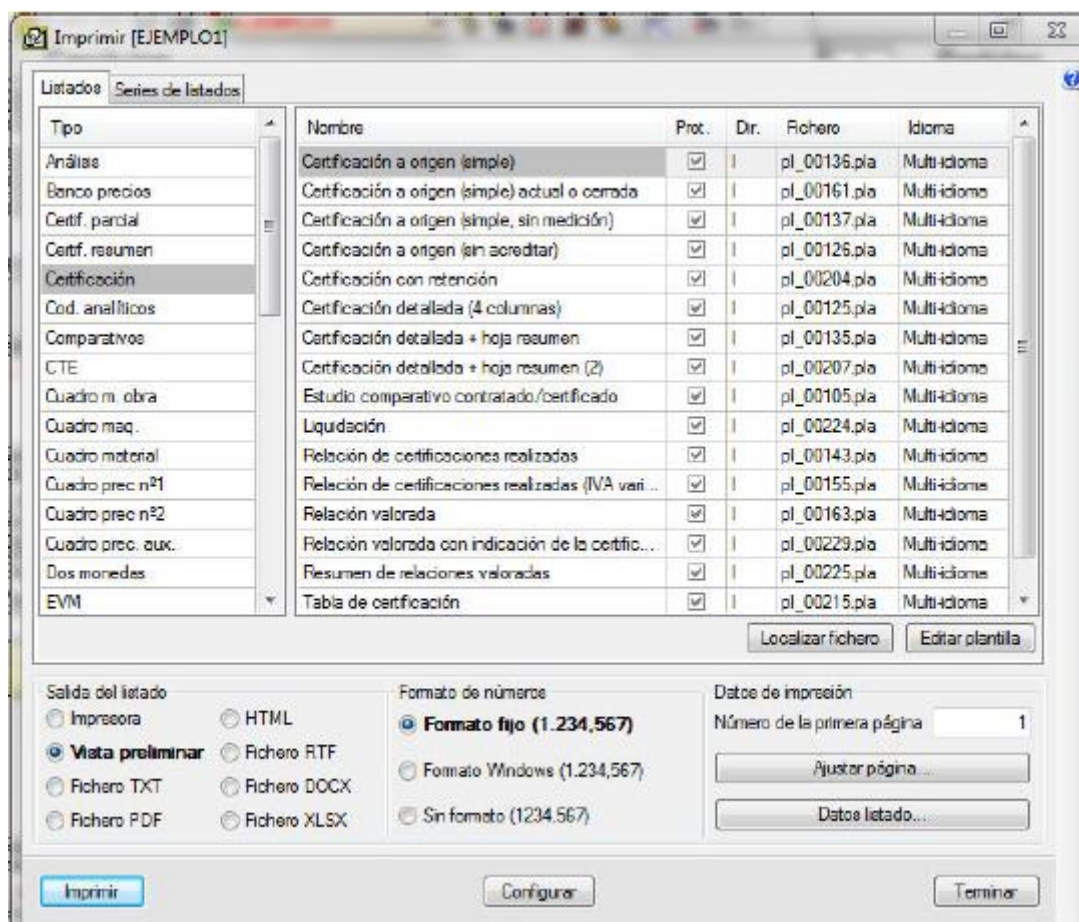 Imprimir [EJEMPLO1]
Listados Series de listados
Tipo
Análisis
Banco precios
Certif. parcial
Certif. resumen
Certificación
Cod. analíticos
Comparativos
CTE
Cuadro m. obra
Cuadro maq.
Cuadro material
Cuadro prec nº1
Cuadro prec nº2
Cuadro prec. aux.
Dos monedas
EVM
Nombre Prot. Dir. Fichero Idioma
Certificación a origen (simple) I pl_00136.pla Multi-idioma
Certificación a origen (simple) actual o cerrada I pl_00161.pla Multi-idioma
Certificación a origen (simple, sin medición) I pl_00137.pla Multi-idioma
Certificación a origen (sin acreditar) I pl_00126.pla Multi-idioma
Certificación con retención I pl_00204.pla Multi-idioma
Certificación detallada (4 columnas) I pl_00125.pla Multi-idioma
Certificación detallada + hoja resumen I pl_00135.pla Multi-idioma
Certificación detallada + hoja resumen (2) I pl_00207.pla Multi-idioma
Estudio comparativo contratado/certificado I pl_00105.pla Multi-idioma
Liquidación I pl_00224.pla Multi-idioma
Relación de certificaciones realizadas I pl_00143.pla Multi-idioma
Relación de certificaciones realizadas (IVA vari... I pl_00155.pla Multi-idioma
Relación valorada I pl_00163.pla Multi-idioma
Relación valorada con indicación de la certific... I pl_00229.pla Multi-idioma
Resumen de relaciones valoradas I pl_00225.pla Multi-idioma
Tabla de certificación I pl_00215.pla Multi-idioma
Localizar fichero Editar plantilla
Salida del listado
Impresora
Vista preliminar
Fichero TXT
Fichero PDF
HTML
Fichero RTF
Fichero DOCX
Fichero XLSX
Formato de números
Formato fijo (1.234,567)
Formato Windows (1.234,567)
Sin formato (1234.567)
Datos de impresión
Número de la primera página 1
Ajustar página...
Datos listado...
Imprimir Configurar Terminar